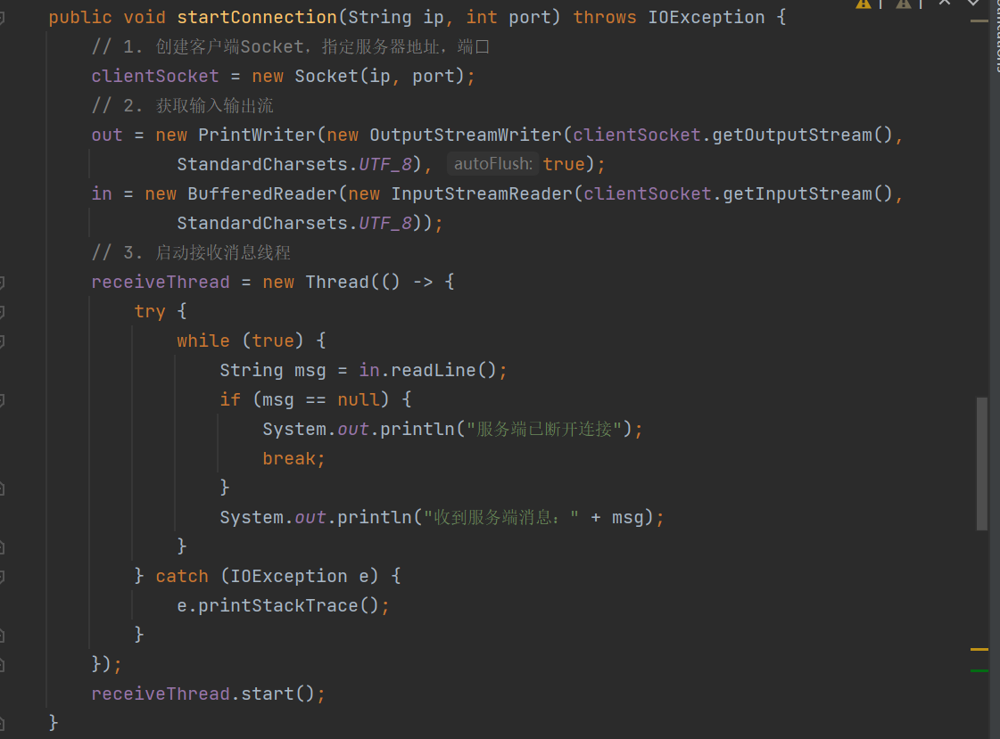 public void startConnection(String ip, int port) throws IOException {
// 1. 创建客户端Socket，指定服务器地址，端口
clientSocket = new Socket(ip, port);
// 2. 获取输入输出流
out = new PrintWriter(new OutputStreamWriter(clientSocket.getOutputStream(),
StandardCharsets.UTF_8), autoFlush: true);
in = new BufferedReader(new InputStreamReader(clientSocket.getInputStream(),
StandardCharsets.UTF_8));
// 3. 启动接收消息线程
receiveThread = new Thread(() -> {
try {
while (true) {
String msg = in.readLine();
if (msg == null) {
System.out.println("服务端已断开连接");
break;
}
System.out.println("收到服务端消息：" + msg);
}
} catch (IOException e) {
e.printStackTrace();
}
});
receiveThread.start();
}